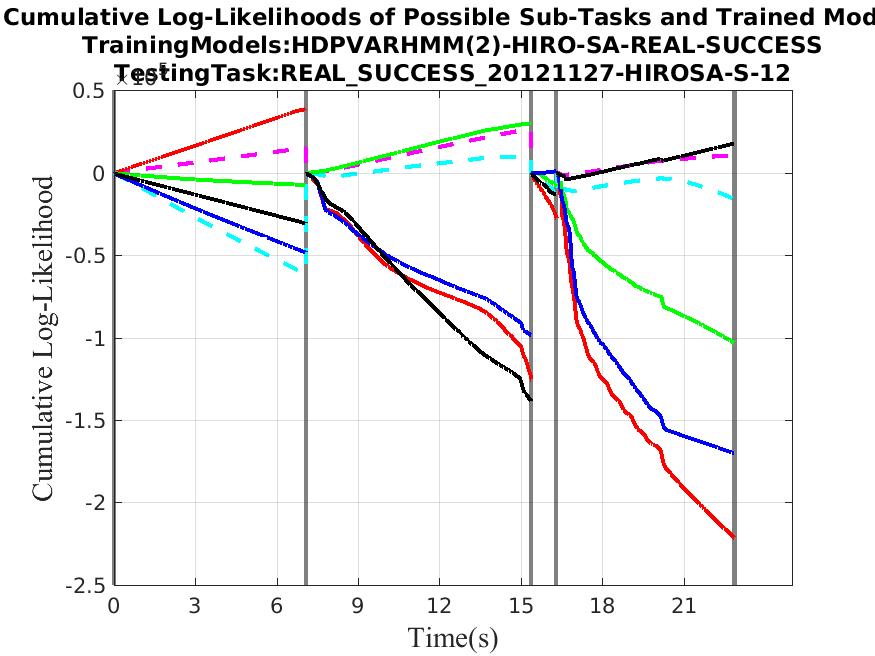 Cumulative Log-Likelihoods of Possible Sub-Tasks and Trained Mod
TrainingModels:HDPVARHMM(2)-HIRO-SA-REAL-SUCCESS
TestingTask:REAL_SUCCESS_20121127-HIROSA-S-12
0.5
0
-0.5
-1
-1.5
-2
-2.5
Cumulative Log-Likelihood
0 3 6 9 12 15 18 21
Time(s)